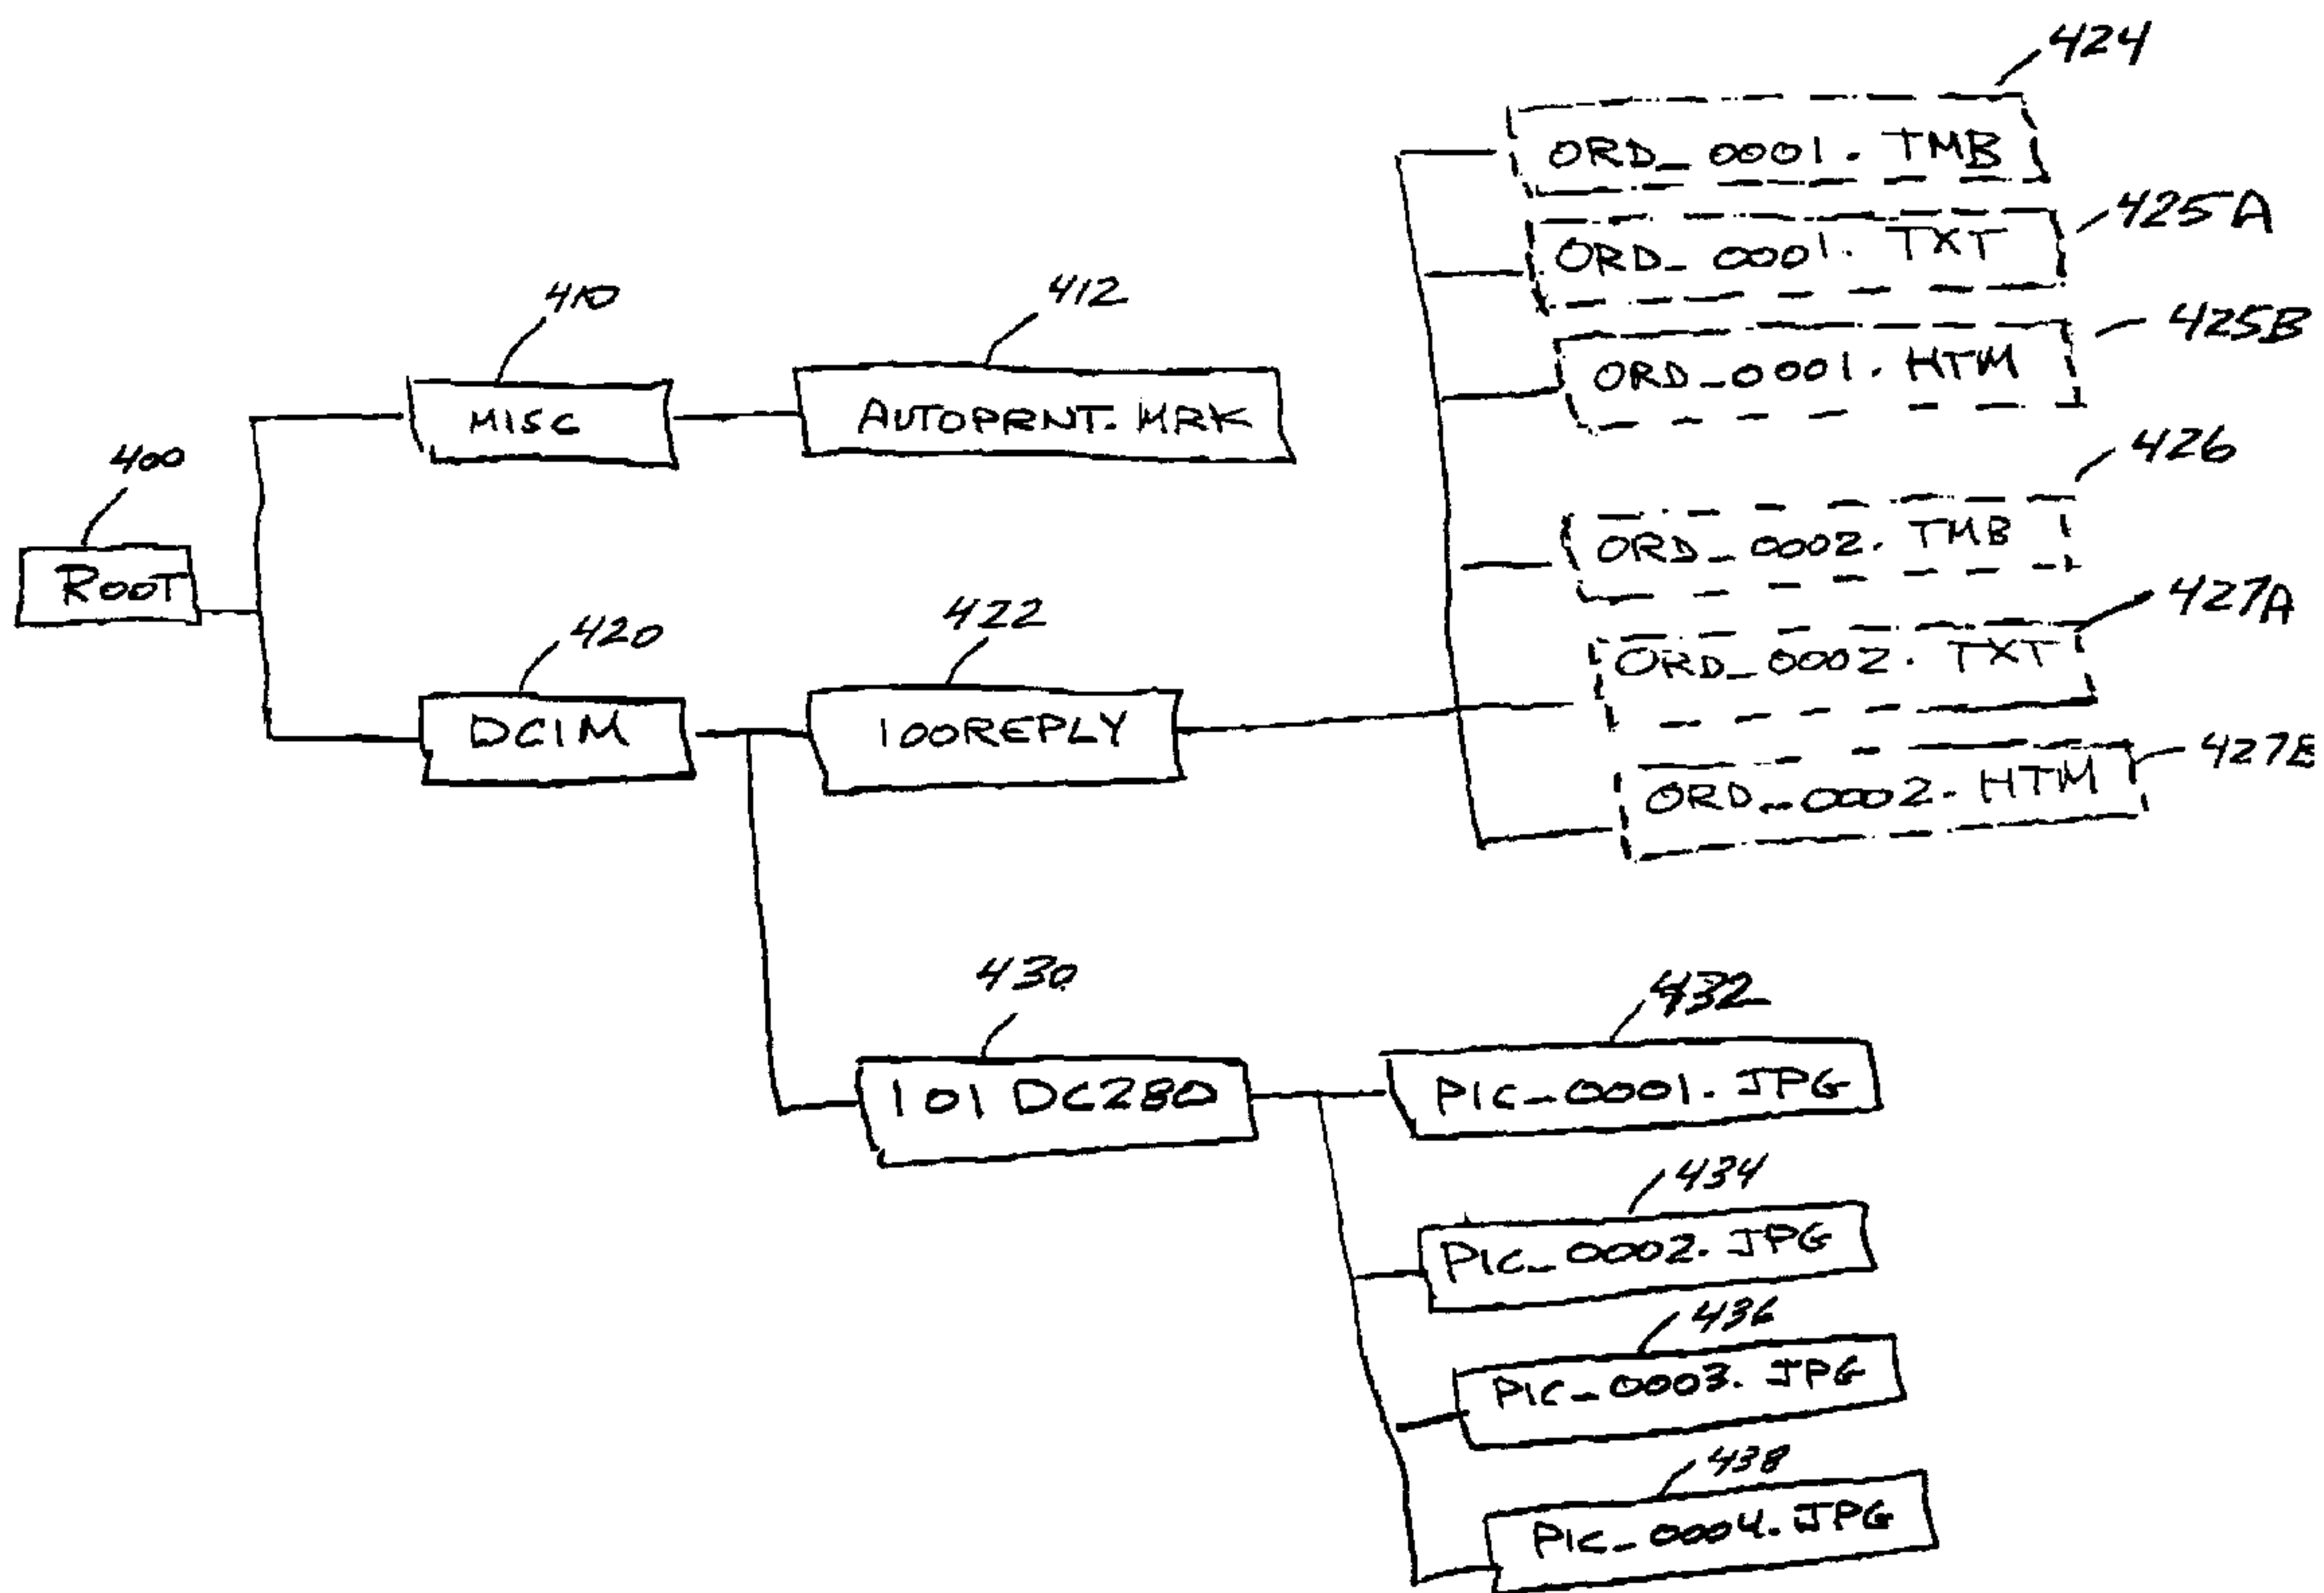 424
ORD_0001.TMB
425A
ORD_0001.TXT
425B
ORD_0001.HTM
410
412
MISC
AUTOPRNT.MRK
400
ROOT
426
ORD_0002.TMB
427A
ORD_0002.TXT
420
422
DCIM
100REPLY
427B
ORD_0002.HTM
430
432
101DC280
PIC_0001.JPG
434
PIC_0002.JPG
436
PIC_0003.JPG
438
PIC_0004.JPG